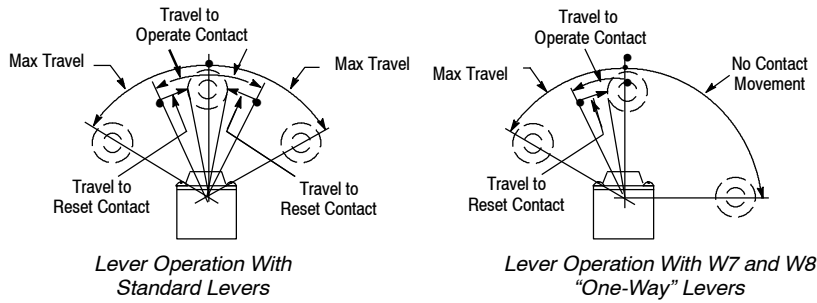 Travel to
Operate Contact
Max Travel
Max Travel
Travel to
Reset Contact
Travel to
Reset Contact
Lever Operation With
Standard Levers
Travel to
Operate Contact
Max Travel
No Contact
Movement
Travel to
Reset Contact
Lever Operation With W7 and W8
“One-Way” Levers